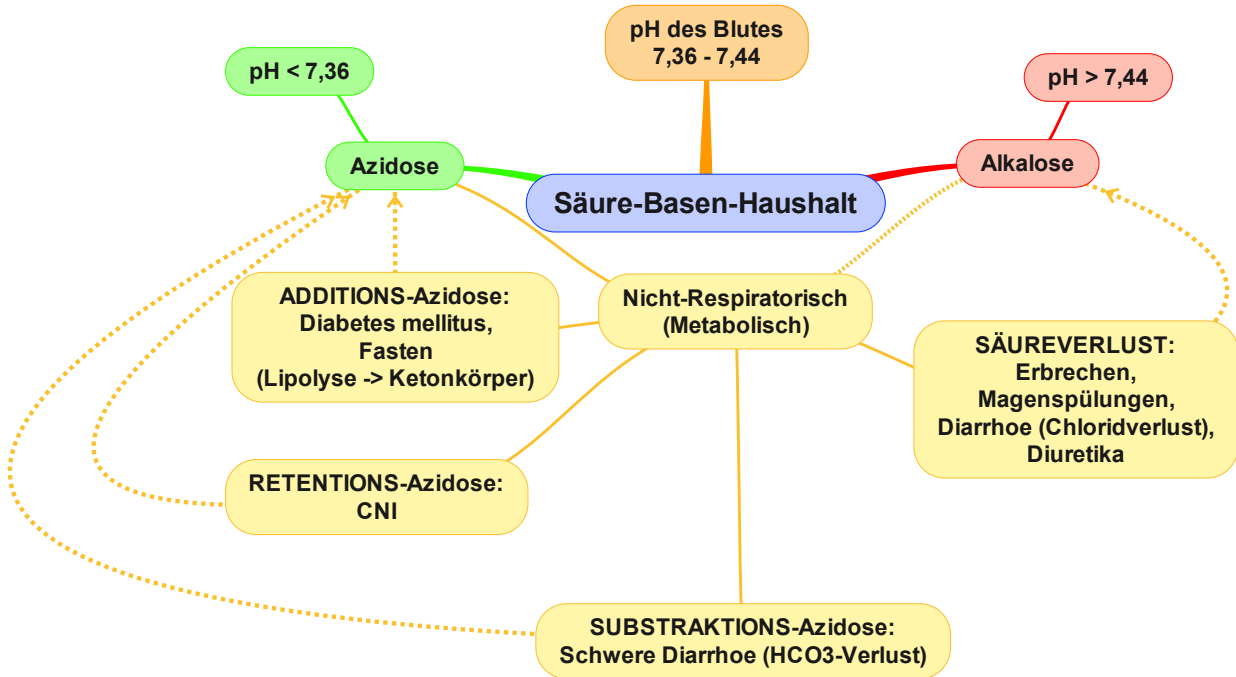 pH des Blutes
7,36 - 7,44
pH < 7,36
pH > 7,44
Azidose
Alkalose
Säure-Basen-Haushalt
ADDITIONS-Azidose:
Diabetes mellitus,
Fasten
(Lipolyse -> Ketonkörper)
Nicht-Respiratorisch
(Metabolisch)
SÄUREVERLUST:
Erbrechen,
Magenspülungen,
Diarrhoe (Chloridverlust),
Diuretika
RETENTIONS-Azidose:
CNI
SUBSTRAKTIONS-Azidose:
Schwere Diarrhoe (HCO3-Verlust)